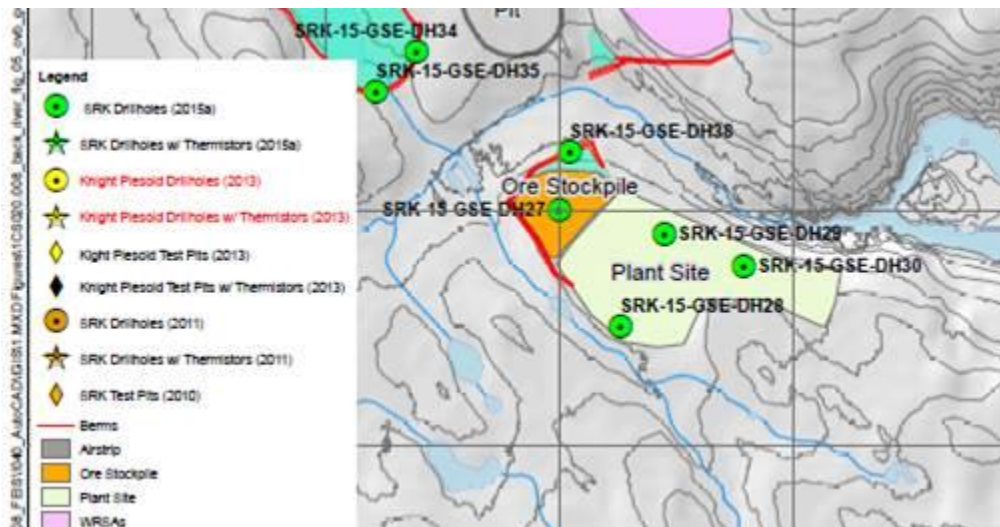 Pit
SRK-15-GSE-DH34
SRK-15-GSE-DH35
SRK-15-GSE-DH38
Ore Stockpile
SRK-15-GSE-DH27
SRK-15-GSE-DH29
SRK-15-GSE-DH30
Plant Site
SRK-15-GSE-DH28
Legend
SRK Drillholes (2015a)
SRK Drillholes w/ Thermistors (2015a)
Knight Piesold Drillholes (2013)
Knight Piesold Drillholes w/ Thermistors (2013)
Kight Piesold Test Pits (2013)
Knight Piesold Test Pits w/ Thermistors (2013)
SRK Drillholes (2011)
SRK Drillholes w/ Thermistors (2011)
SRK Test Pits (2010)
Berms
Airstrip
Ore Stockpile
Plant Site
WRSAs